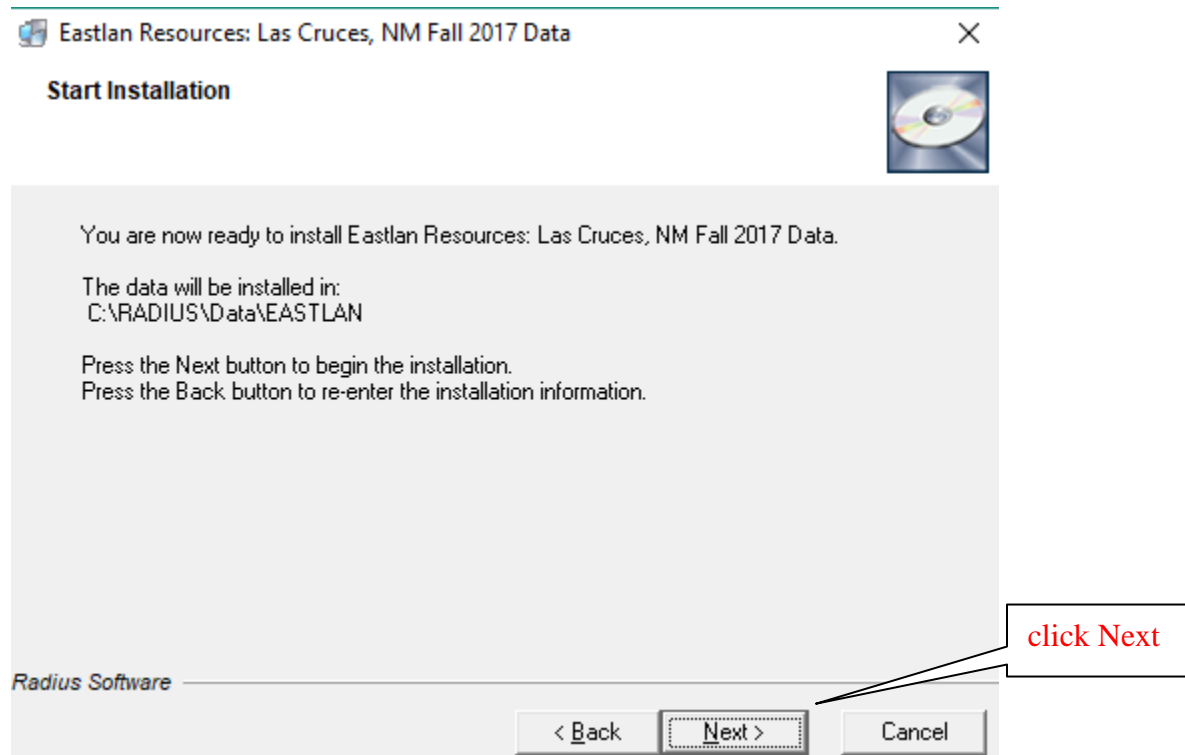 Eastlan Resources: Las Cruces, NM Fall 2017 Data
Start Installation
You are now ready to install Eastlan Resources: Las Cruces, NM Fall 2017 Data.
The data will be installed in:
C:\RADIUS\Data\EASTLAN
Press the Next button to begin the installation.
Press the Back button to re-enter the installation information.
click Next
Radius Software
< Back
Next >
Cancel